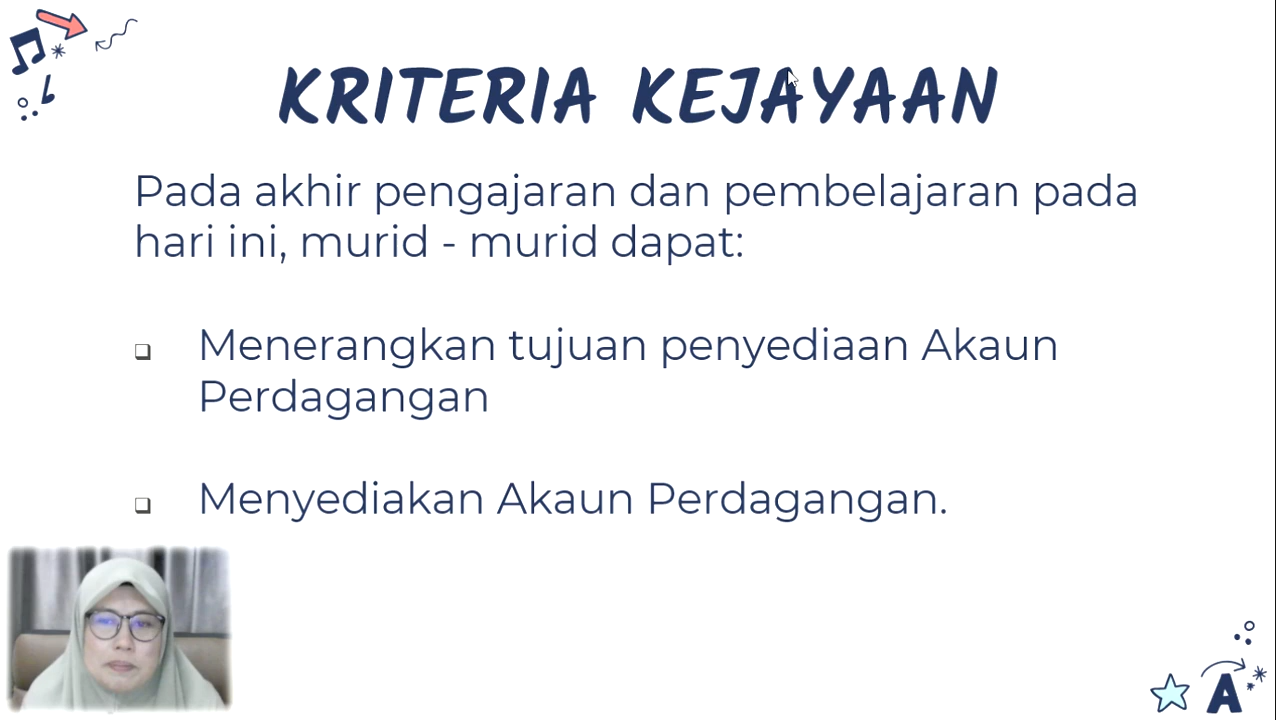 KRITERIA KEJAYAAN
Pada akhir pengajaran dan pembelajaran pada
hari ini, murid - murid dapat:
Menerangkan tujuan penyediaan Akaun
Perdagangan
Menyediakan Akaun Perdagangan.
A